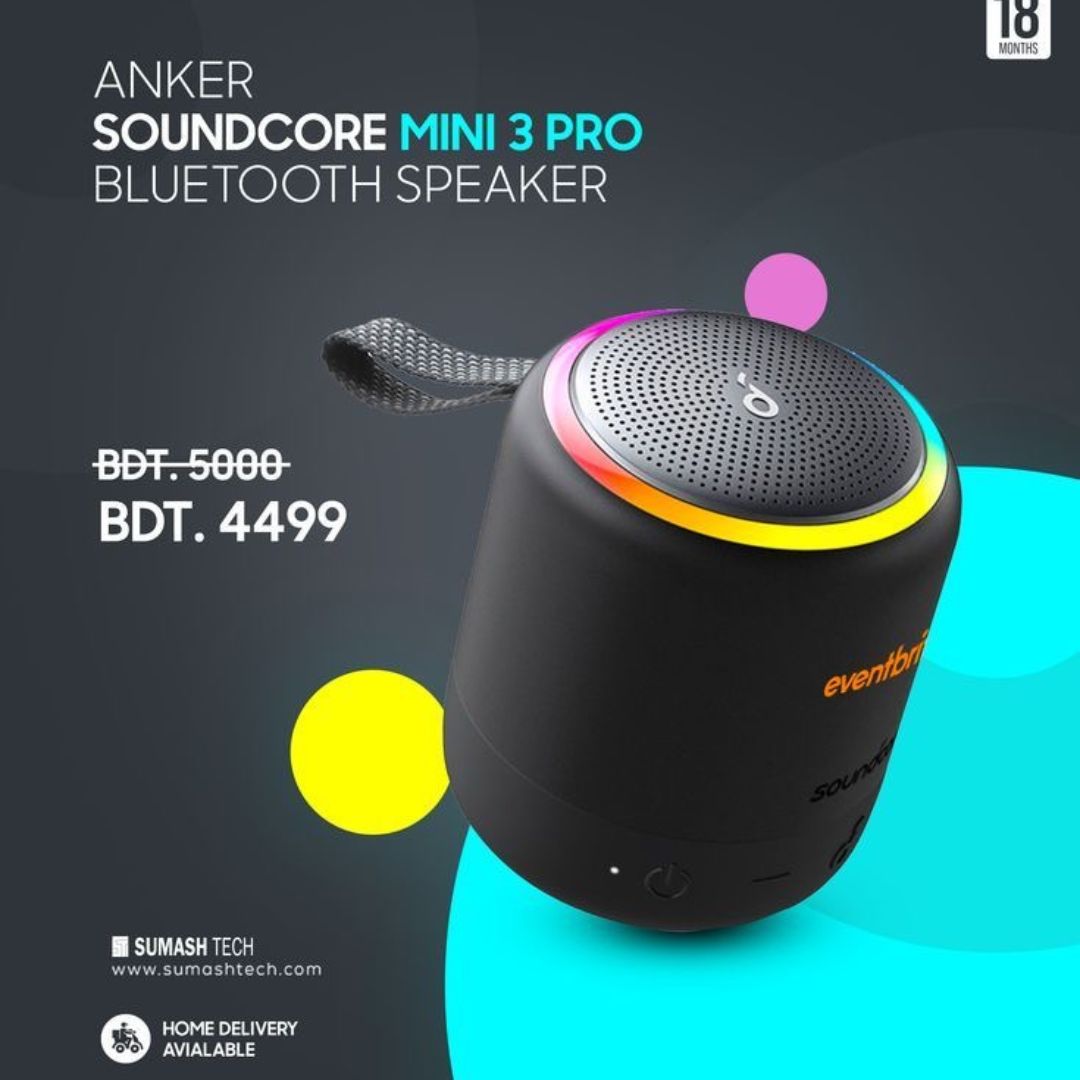 18
MONTHS
ANKER
SOUNDCORE MINI 3 PRO
BLUETOOTH SPEAKER
BDT. 5000
BDT. 4499
eventbri
soundco
SUMASH TECH
www.sumashtech.com
HOME DELIVERY
AVIALABLE